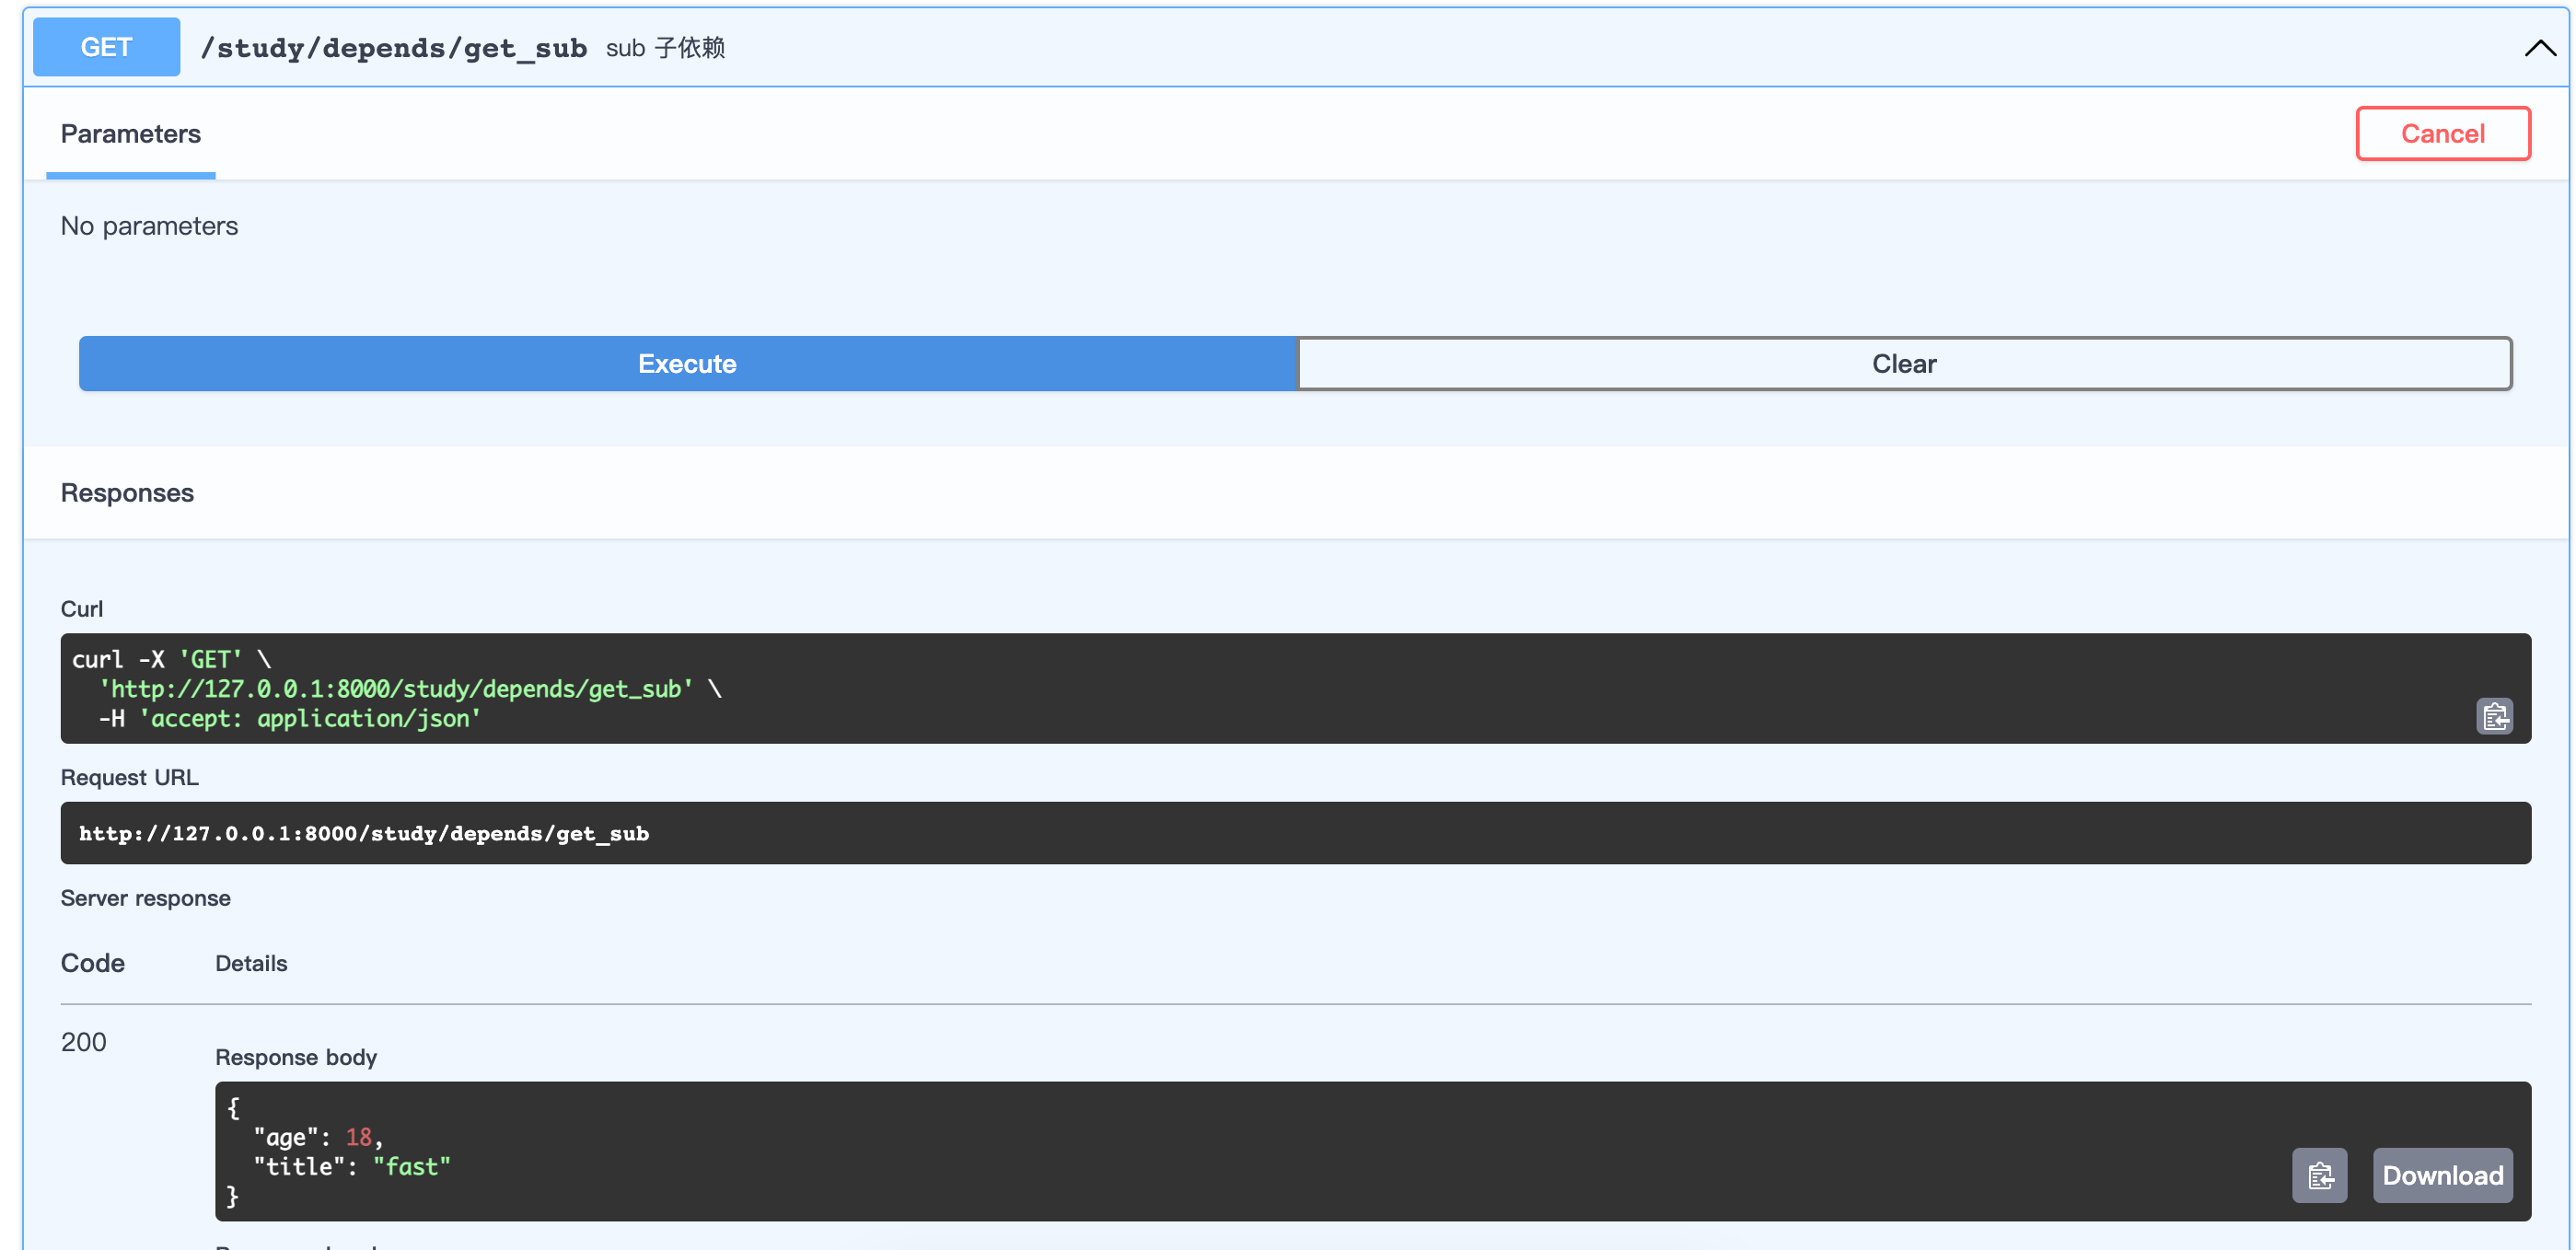 GET /study/depends/get_sub sub 子依赖
Parameters
Cancel
No parameters
Execute
Clear
Responses
Curl
curl -X 'GET' \
  'http://127.0.0.1:8000/study/depends/get_sub' \
  -H 'accept: application/json'
Request URL
http://127.0.0.1:8000/study/depends/get_sub
Server response
Code Details
200
Response body
{
  "age": 18,
  "title": "fast"
}
Download